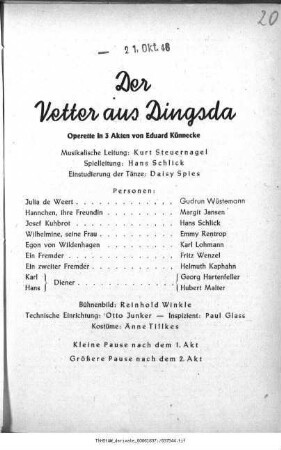 20
— 21. Okt. 48
Der
Vetter aus Dingsda
Operette in 3 Akten von Eduard Künnecke
Musikalische Leitung: Kurt Steuernagel
Spielleitung: Hans Schlick
Einstudierung der Tänze: Daisy Spies
Personen:
Julia de Weert . . . . . . . . . . Gudrun Wüstemann
Hannchen, ihre Freundin . . . . . . . . Margit Jansen
Josef Kuhbrot . . . . . . . . . . Hans Schlick
Wilhelmine, seine Frau . . . . . . . . Emmy Rentrop
Egon von Wildenhagen . . . . . . . . Karl Lohmann
Ein Fremder . . . . . . . . . . Fritz Wenzel
Ein zweiter Fremder . . . . . . . . Helmuth Kaphahn
Karl } Diener . . . . . . . . { Georg Hartenfeller
Hans } { Hubert Malter
Bühnenbild: Reinhold Winkle
Technische Einrichtung: Otto Junker — Inspizient: Paul Glass
Kostüme: Anne Tillkes
Kleine Pause nach dem 1. Akt
Größere Pause nach dem 2. Akt